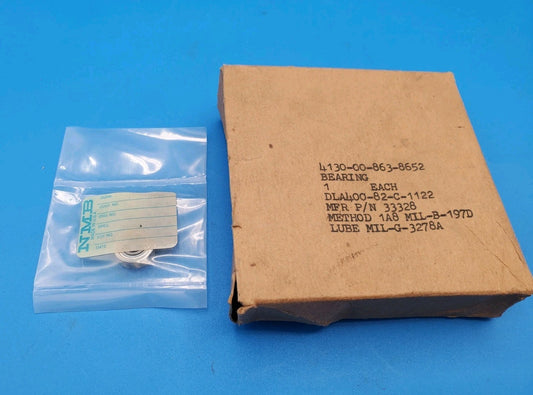 4130-00-863-8652
BEARING
1 EACH
DLA400-82-C-1122
MFR P/N 33328
METHOD 1A8 MIL-B-197D
LUBE MIL-G-3278A
NMB